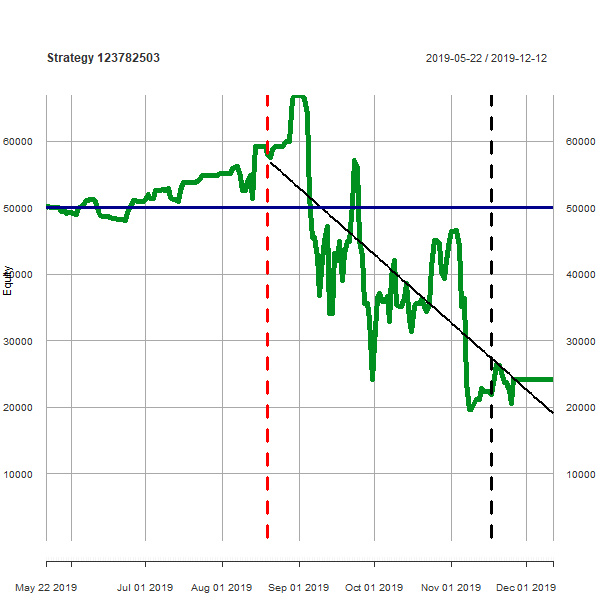 Strategy 123782503
2019-05-22 / 2019-12-12
60000
60000
50000
50000
40000
40000
Equity
30000
30000
20000
20000
10000
10000
May 22 2019
Jul 01 2019
Aug 01 2019
Sep 01 2019
Oct 01 2019
Nov 01 2019
Dec 01 2019